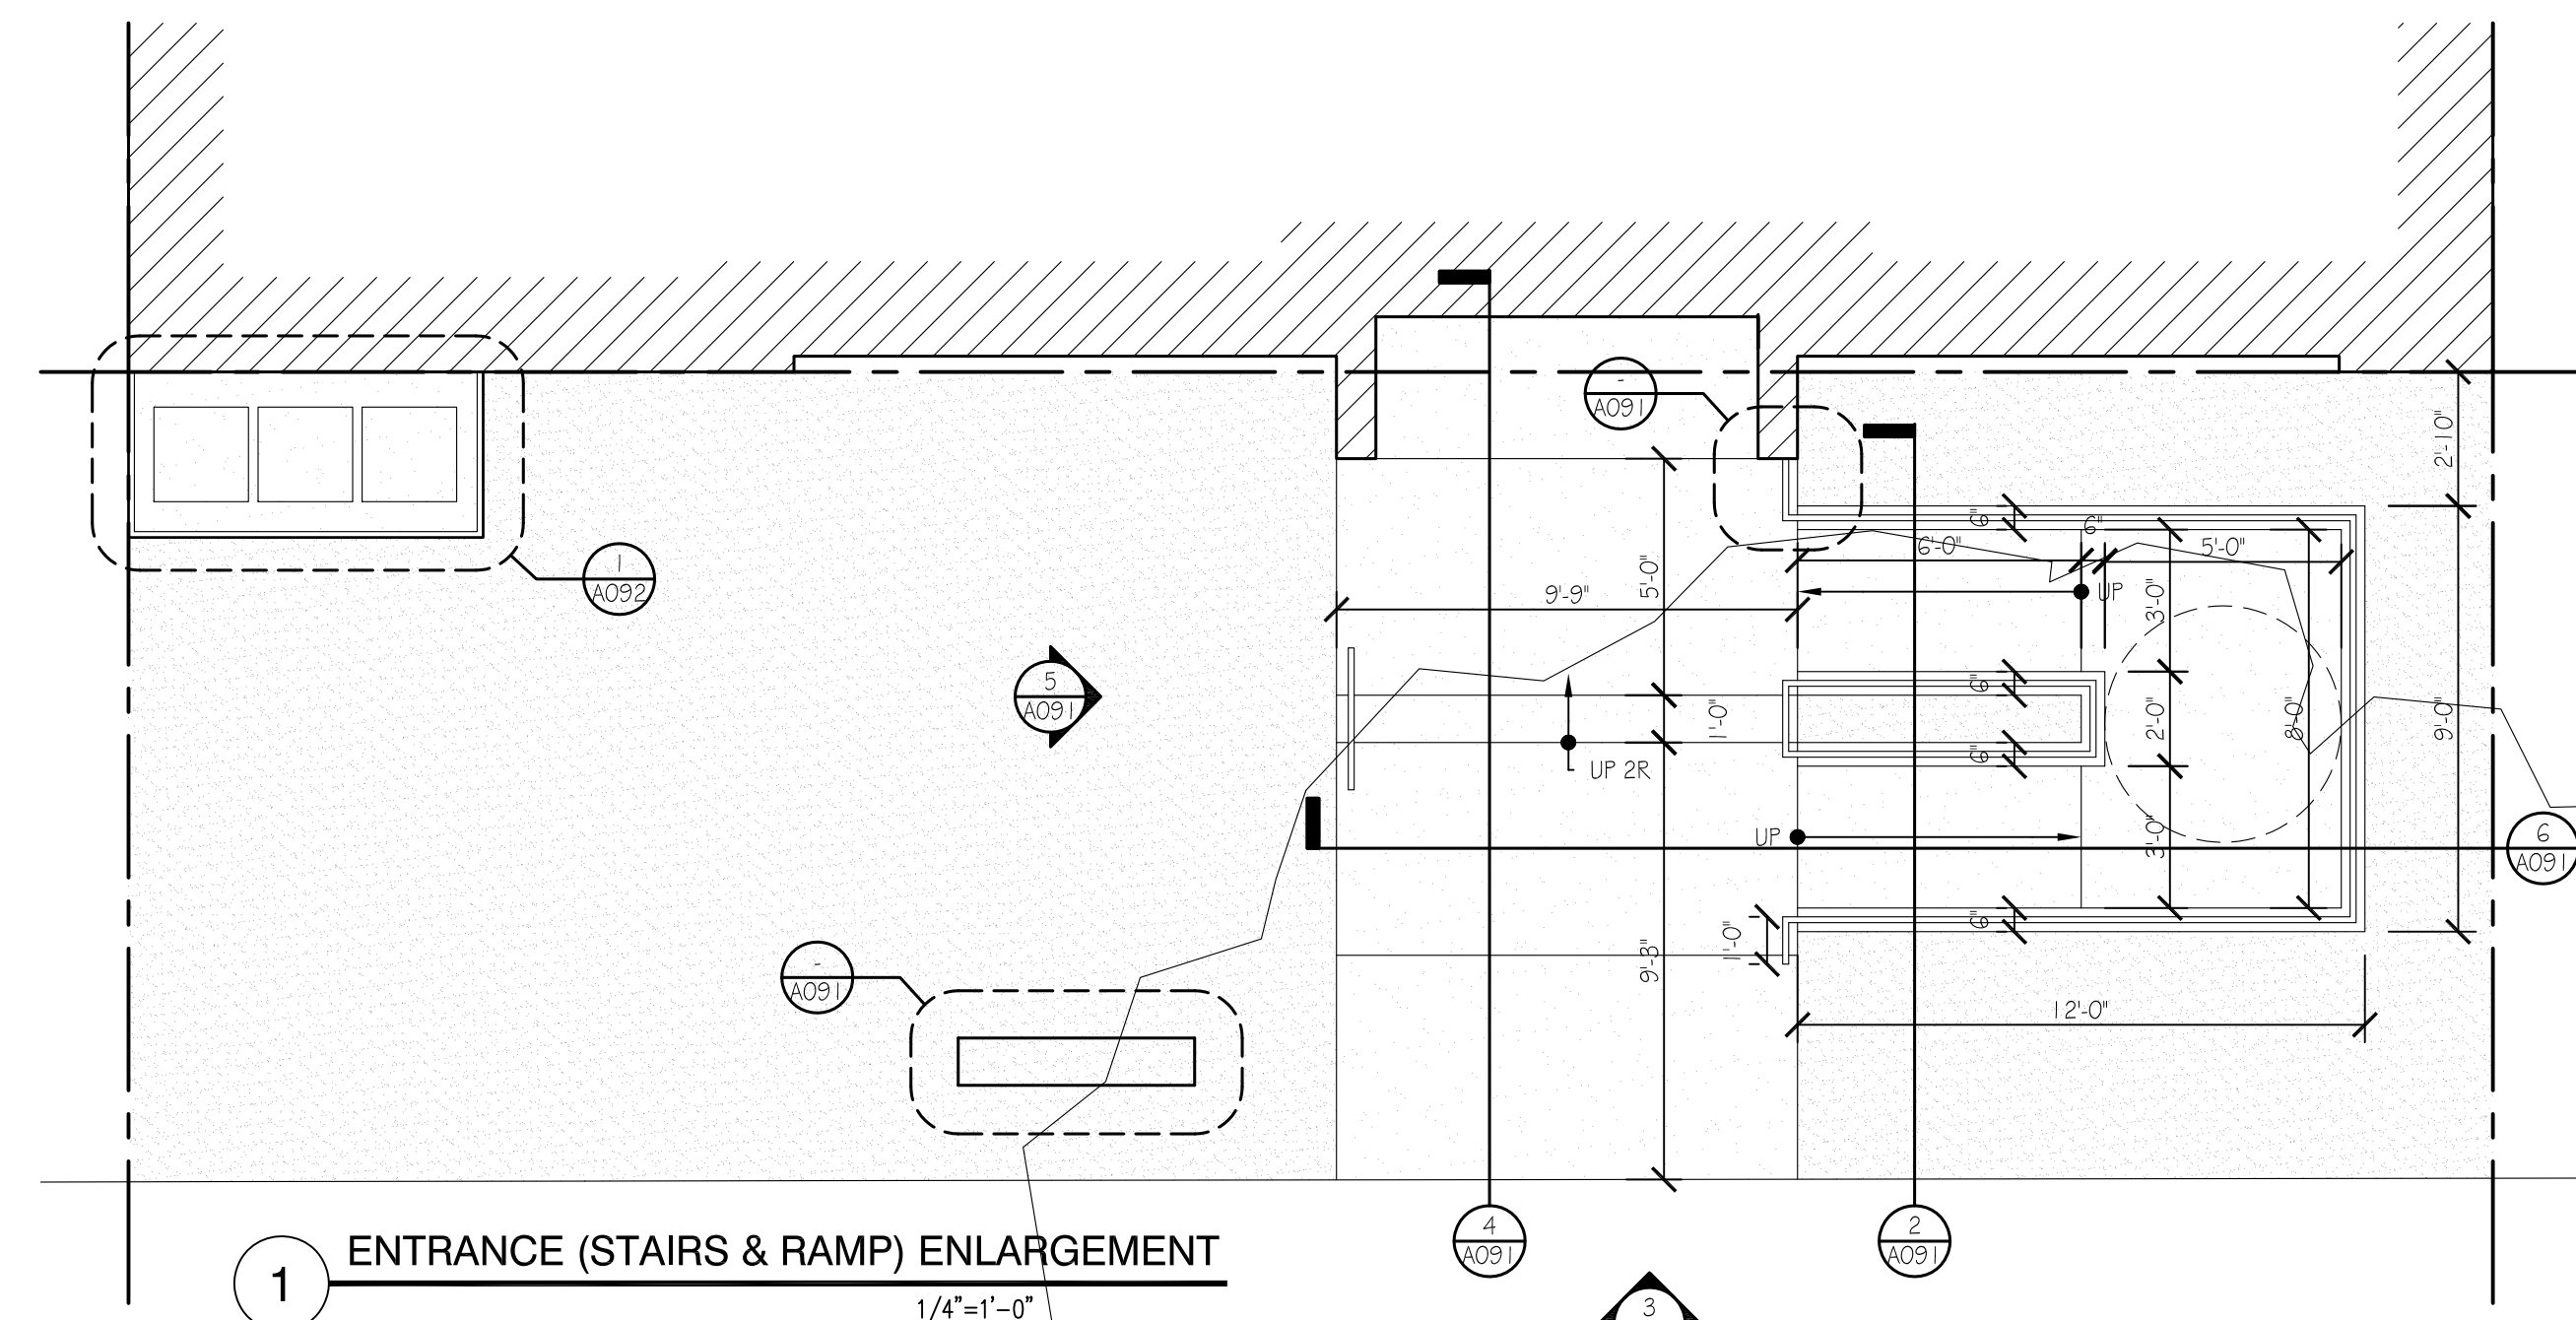 -
A091
2'-10"
6"
6"
6'-0"
5'-0"
1
A092
9'-9"
5'-0"
UP
3'-0"
5
A091
6"
1'-0"
2'-0"
8'-0"
9'-0"
6"
UP 2R
UP
3'-0"
6
A091
6"
1'-0"
9'-3"
-
A091
12'-0"
4
A091
2
A091
1
ENTRANCE (STAIRS & RAMP) ENLARGEMENT
1/4"=1'-0"
3